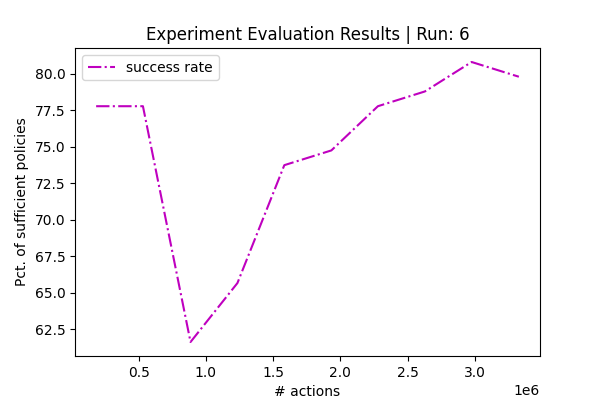 Experiment Evaluation Results | Run: 6
success rate
Pct. of sufficient policies
80.0
77.5
75.0
72.5
70.0
67.5
65.0
62.5
0.5 1.0 1.5 2.0 2.5 3.0
1e6
# actions